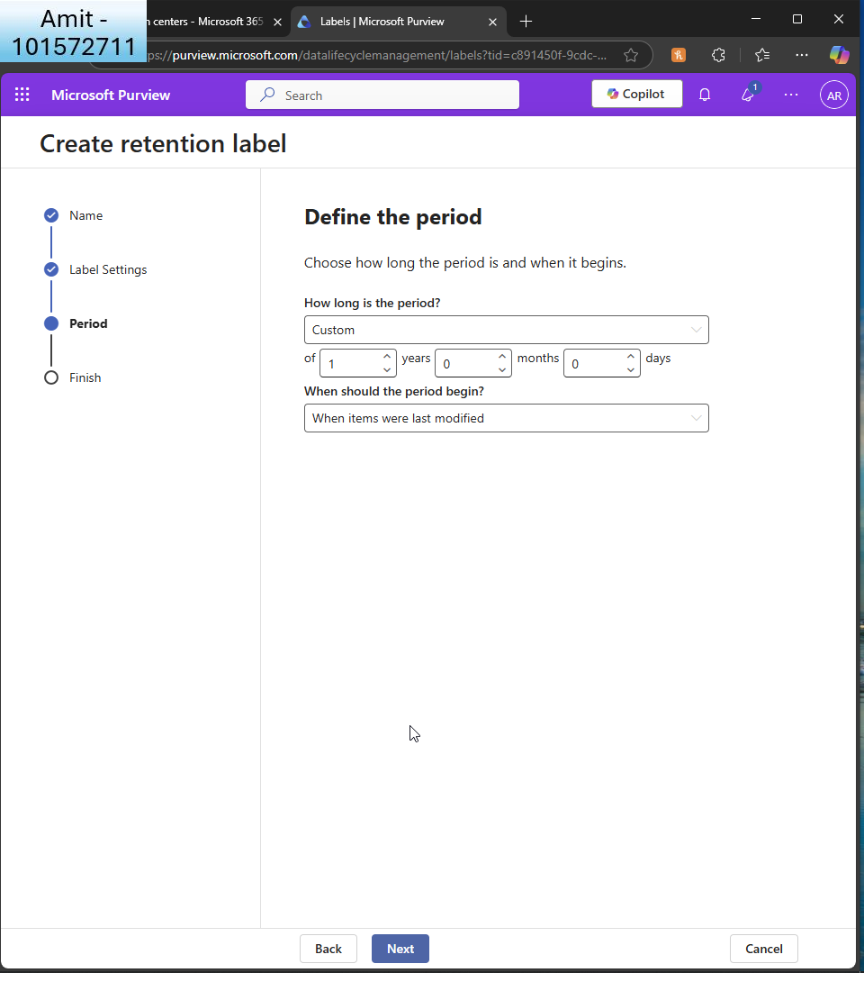 Amit -
101572711
n centers - Microsoft 365
Labels | Microsoft Purview
ps://purview.microsoft.com/datalifecyclemanagement/labels?tid=c891450f-9cdc-...
Microsoft Purview
Search
Copilot
1
AR
Create retention label
Name
Label Settings
Period
Finish
Define the period
Choose how long the period is and when it begins.
How long is the period?
Custom
of 1 years 0 months 0 days
When should the period begin?
When items were last modified
Back
Next
Cancel